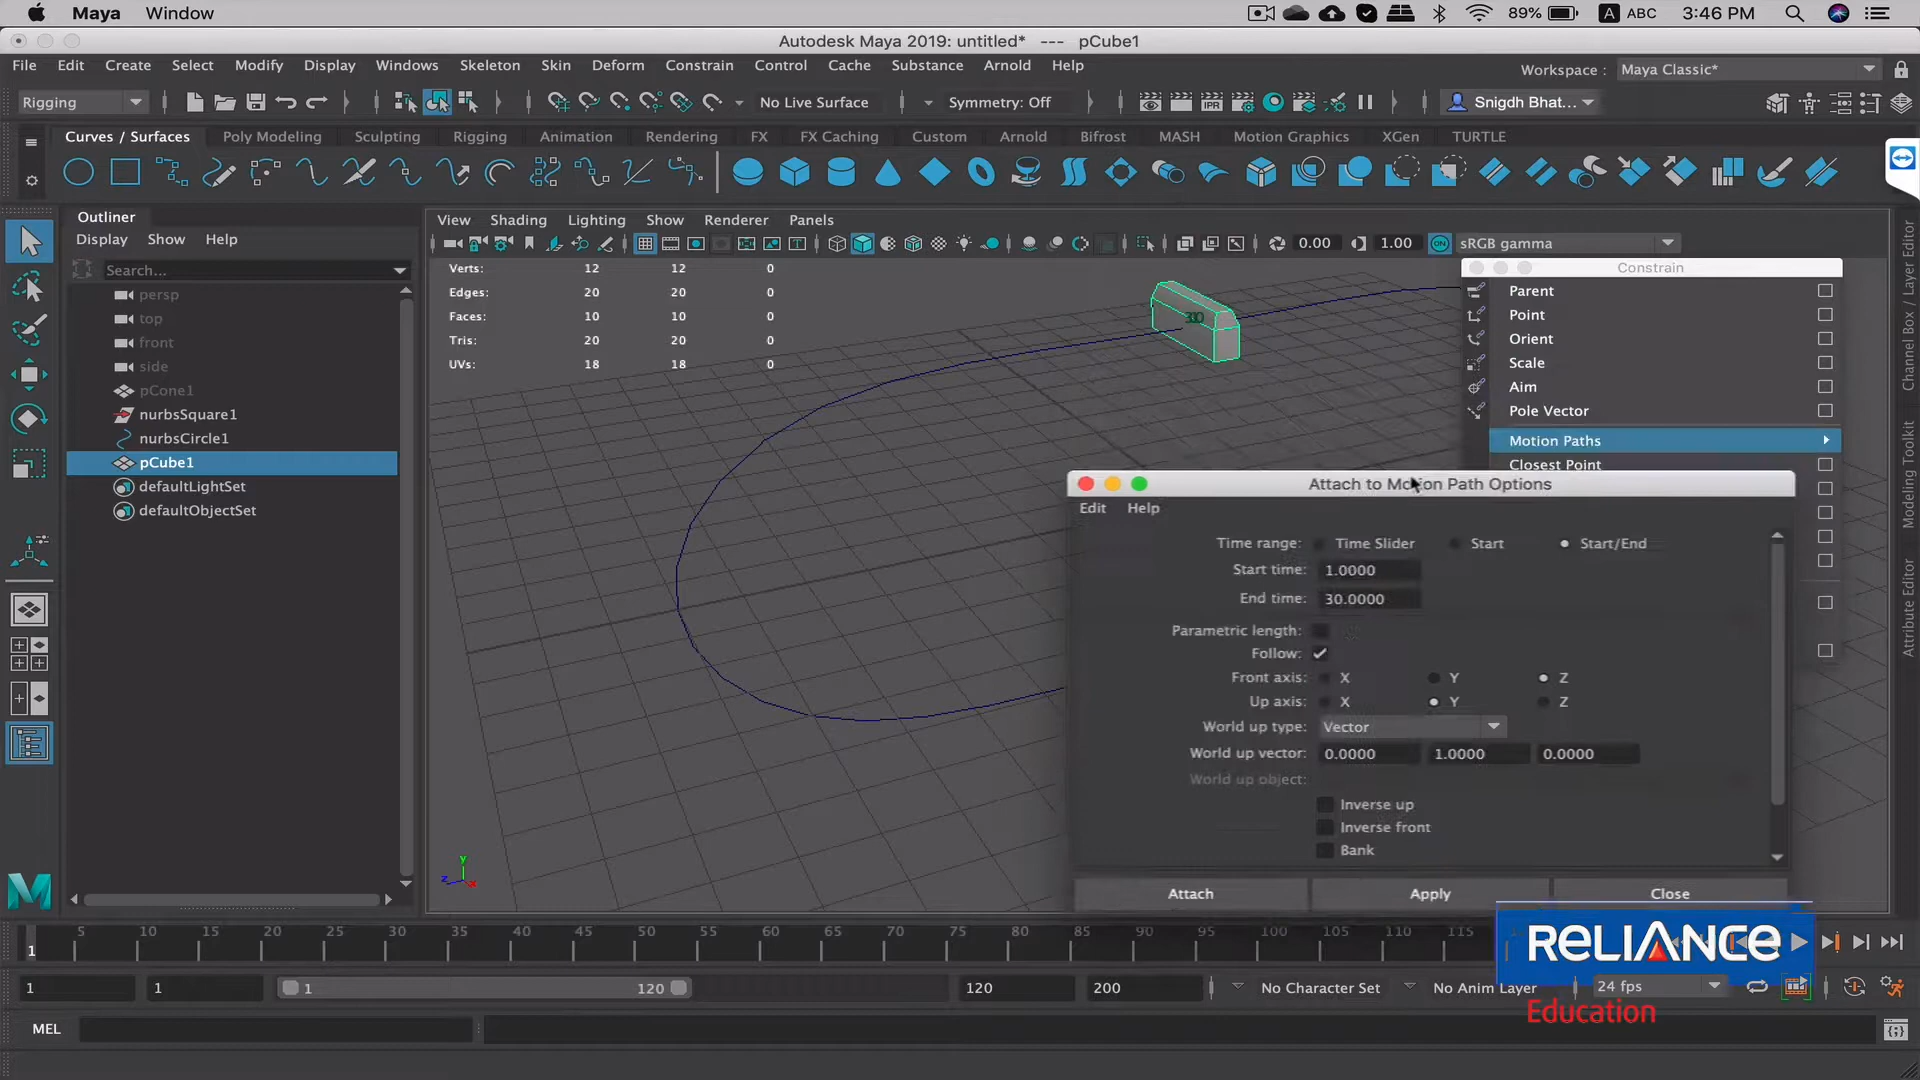 Maya Window 89% A ABC 3:46 PM
Autodesk Maya 2019: untitled* --- pCube1
File Edit Create Select Modify Display Windows Skeleton Skin Deform Constrain Control Cache Substance Arnold Help
Workspace : Maya Classic*
Rigging No Live Surface Symmetry: Off IPR Snigdh Bhat...
Curves / Surfaces Poly Modeling Sculpting Rigging Animation Rendering FX FX Caching Custom Arnold Bifrost MASH Motion Graphics XGen TURTLE
Outliner
Display Show Help
Search...
persp
top
front
side
pCone1
nurbsSquare1
nurbsCircle1
pCube1
defaultLightSet
defaultObjectSet
View Shading Lighting Show Renderer Panels
0.00 1.00 ON sRGB gamma
Verts: 12 12 0
Edges: 20 20 0
Faces: 10 10 0
Tris: 20 20 0
UVs: 18 18 0
y
z x
Constrain
Parent
Point
Orient
Scale
Aim
Pole Vector
Motion Paths
Closest Point
Attach to Motion Path Options
Edit Help
Time range: Time Slider Start Start/End
Start time: 1.0000
End time: 30.0000
Parametric length:
Follow:
Front axis: X Y Z
Up axis: X Y Z
World up type: Vector
World up vector: 0.0000 1.0000 0.0000
World up object:
Inverse up
Inverse front
Bank
Attach Apply Close
Channel Box / Layer Editor
Modeling Toolkit
Attribute Editor
1 5 10 15 20 25 30 35 40 45 50 55 60 65 70 75 80 85 90 95 100 105 110 115
1 1 1 120 120 200 No Character Set No Anim Layer 24 fps
MEL
RELIANCE
Education